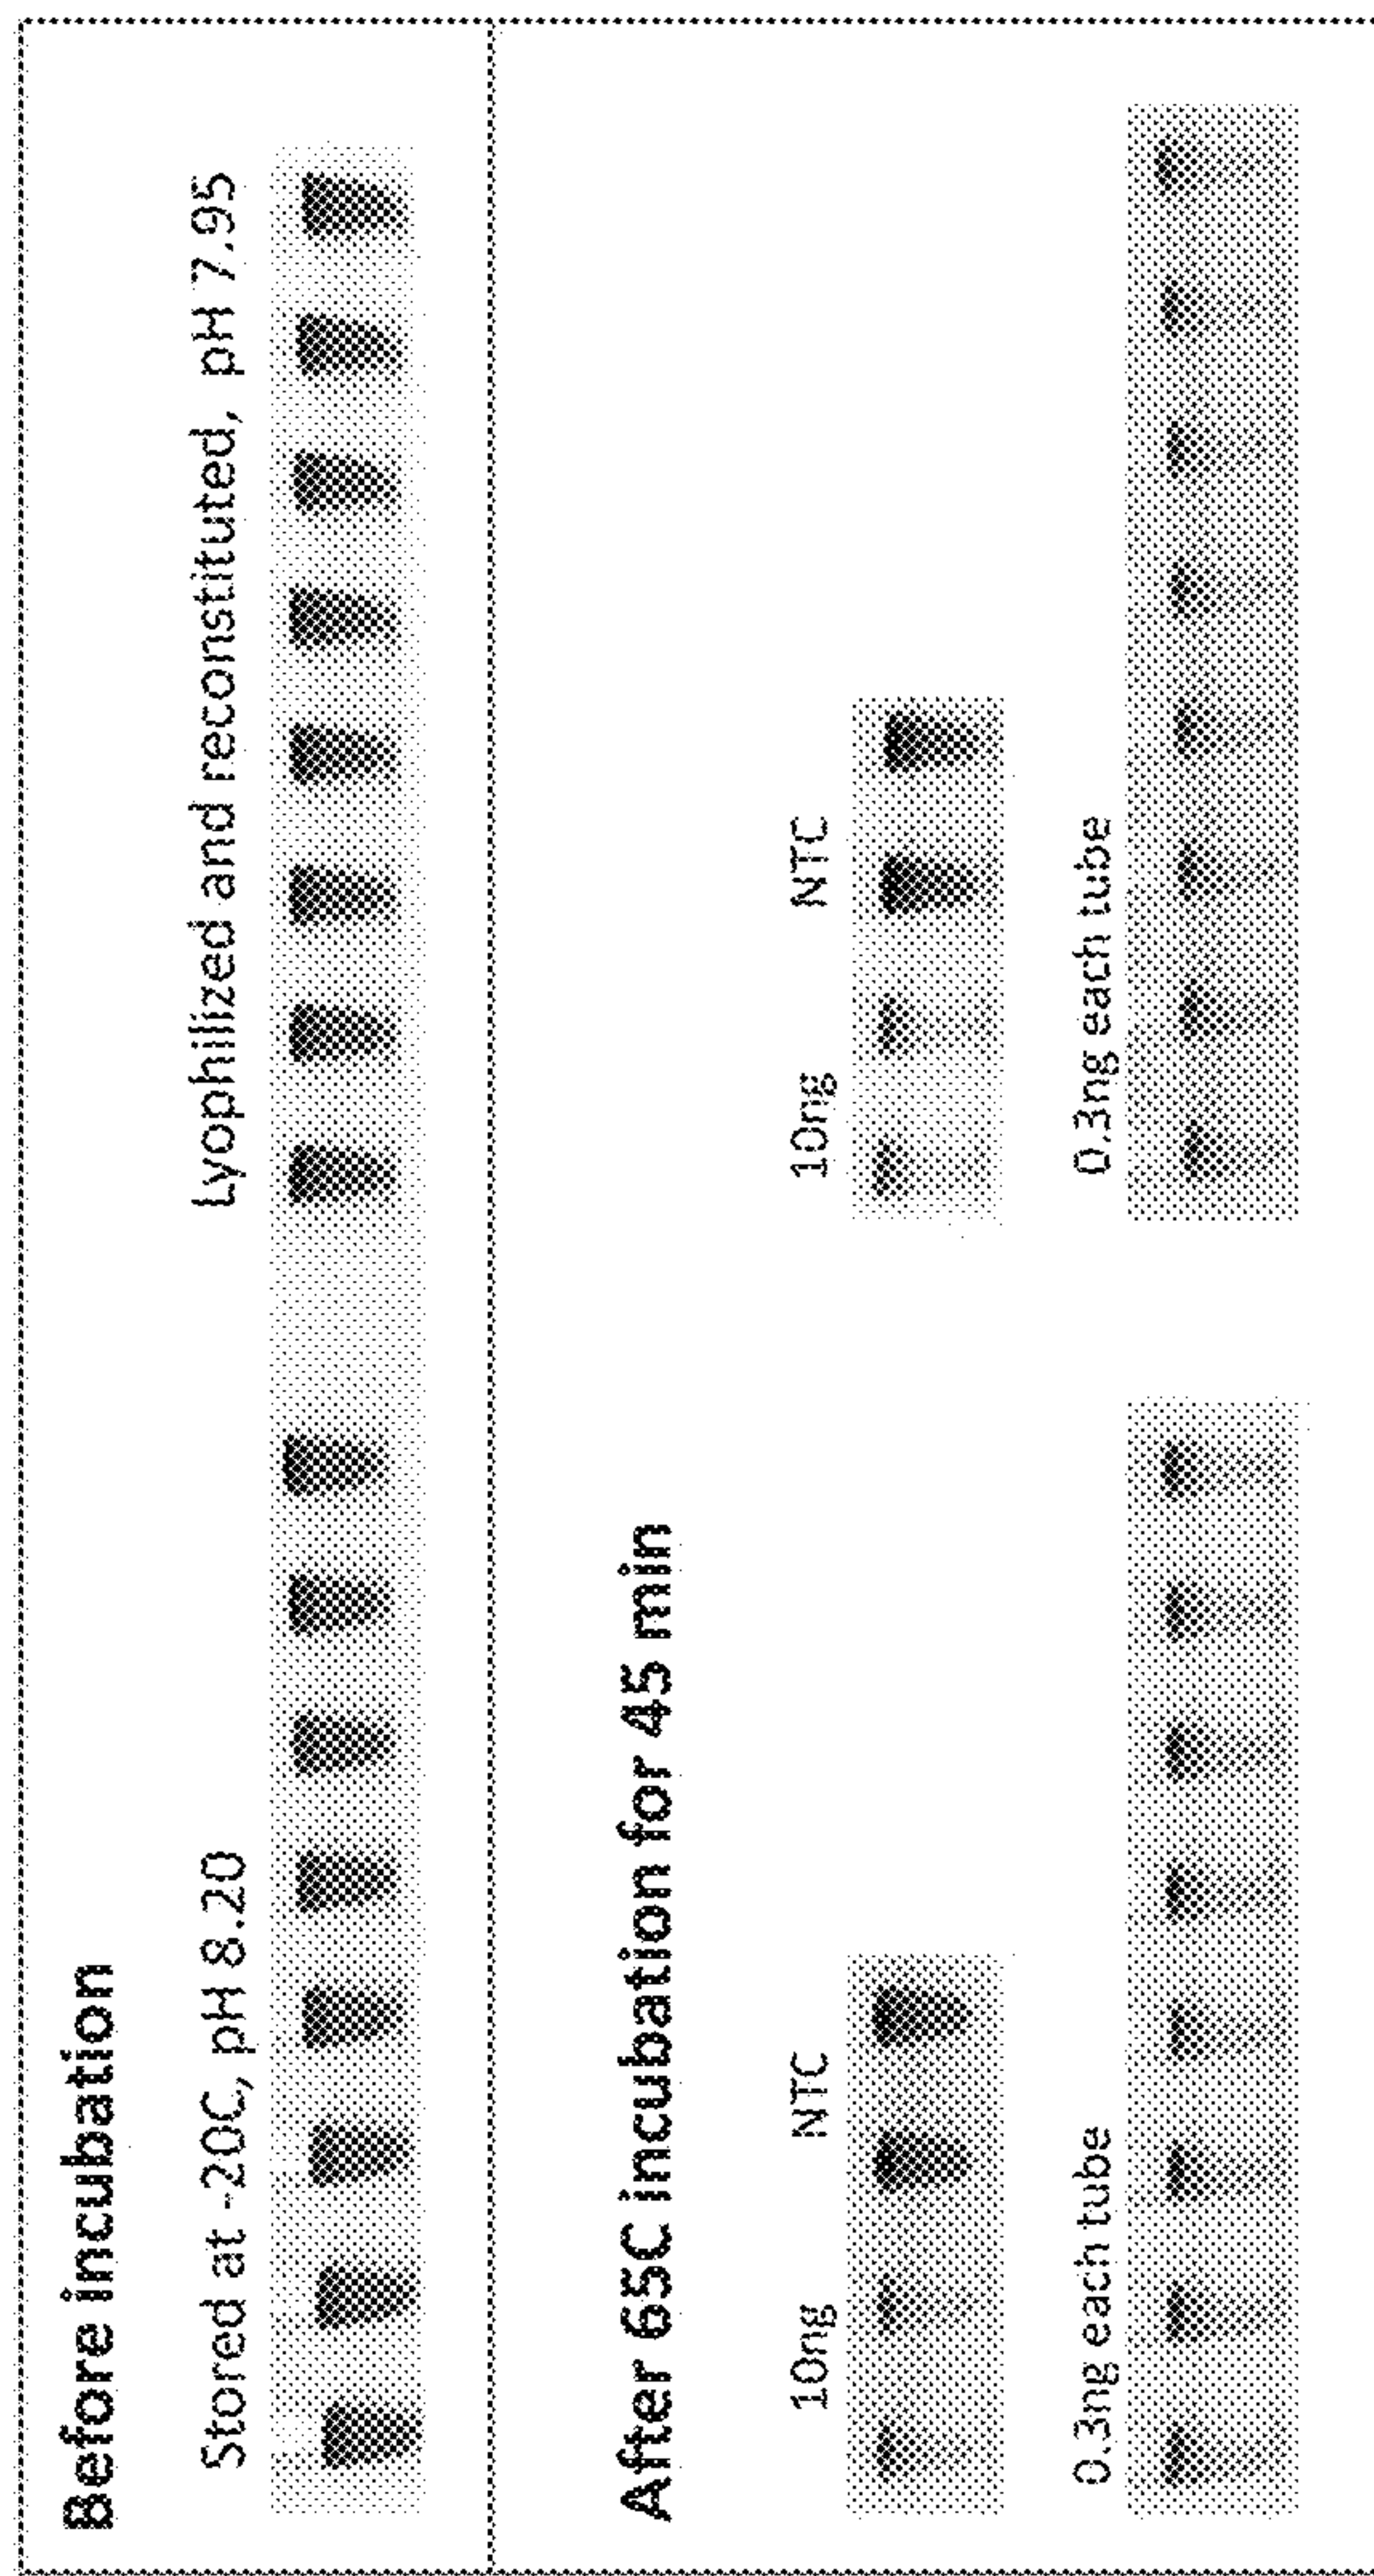 Before incubation
Stored at -20C, pH 8.20
Lyophilized and reconstituted, pH 7.95
After 65C incubation for 45 min
10ng NTC
10ng NTC
0.3ng each tube
0.3ng each tube